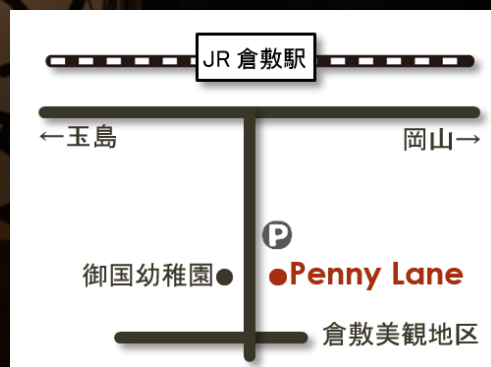 JR 倉敷駅
←玉島
岡山→
P
御国幼稚園
Penny Lane
倉敷美観地区